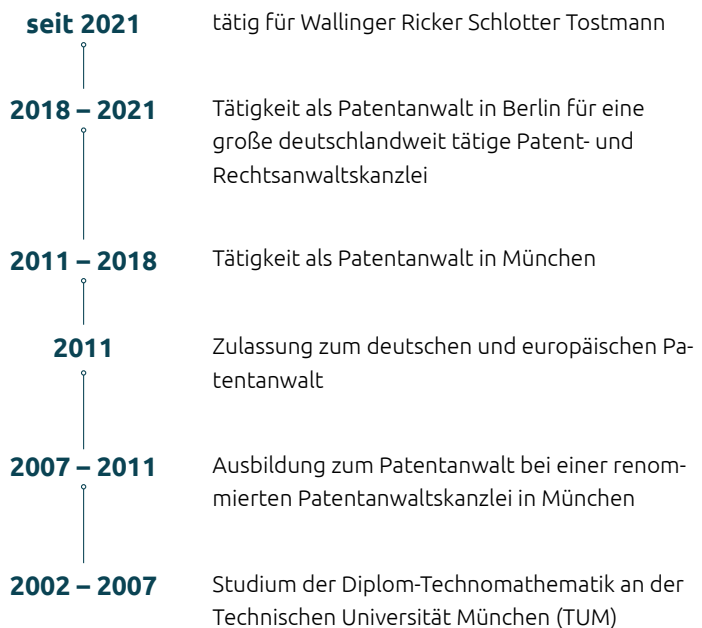 seit 2021 tätig für Wallinger Ricker Schlotter Tostmann
2018 – 2021 Tätigkeit als Patentanwalt in Berlin für eine
große deutschlandweit tätige Patent- und
Rechtsanwaltskanzlei
2011 – 2018 Tätigkeit als Patentanwalt in München
2011 Zulassung zum deutschen und europäischen Pa-
tentanwalt
2007 – 2011 Ausbildung zum Patentanwalt bei einer renom-
mierten Patentanwaltskanzlei in München
2002 – 2007 Studium der Diplom-Technomathematik an der
Technischen Universität München (TUM)